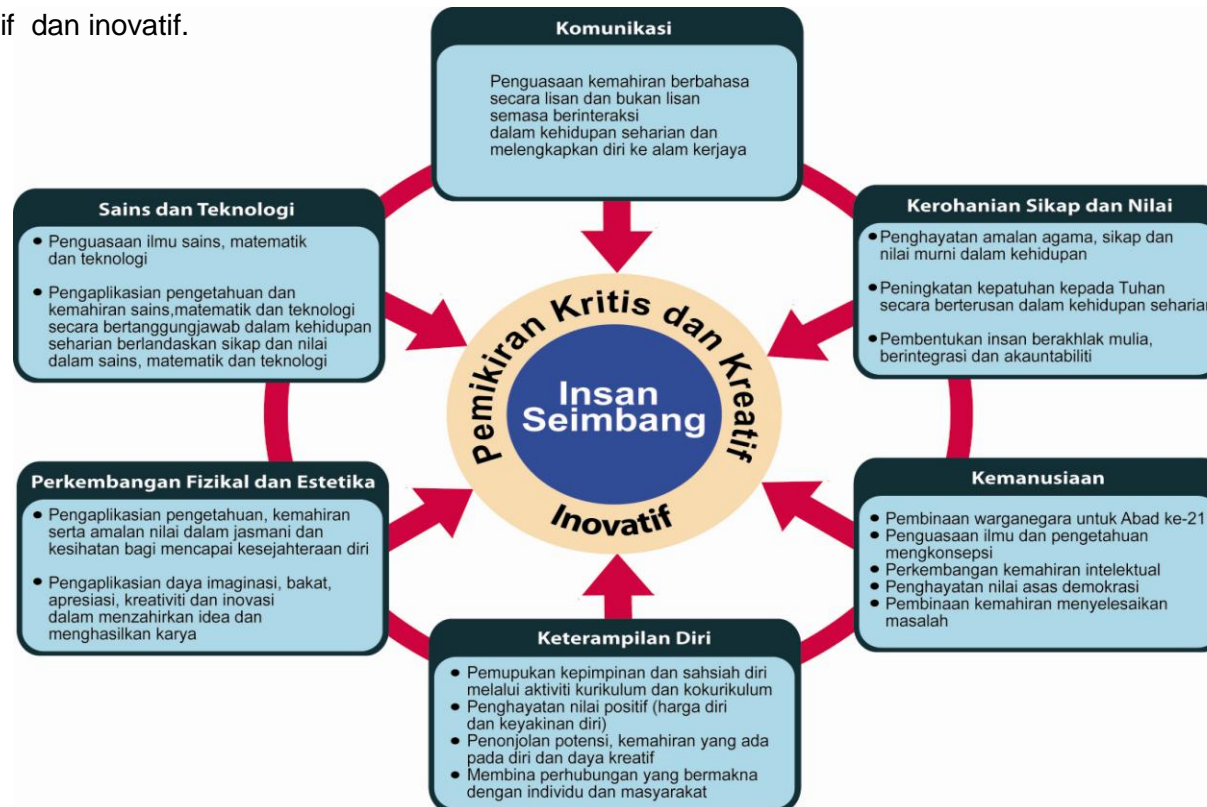 if dan inovatif.
Komunikasi
Penguasaan kemahiran berbahasa
secara lisan dan bukan lisan
semasa berinteraksi
dalam kehidupan seharian dan
melengkapkan diri ke alam kerjaya
Sains dan Teknologi
● Penguasaan ilmu sains, matematik
dan teknologi
● Pengaplikasian pengetahuan dan
kemahiran sains,matematik dan teknologi
secara bertanggungjawab dalam kehidupan
seharian berlandaskan sikap dan nilai
dalam sains, matematik dan teknologi
Kerohanian Sikap dan Nilai
● Penghayatan amalan agama, sikap dan
nilai murni dalam kehidupan
● Peningkatan kepatuhan kepada Tuhan
secara berterusan dalam kehidupan seharian
● Pembentukan insan berakhlak mulia,
berintegrasi dan akauntabiliti
Pemikiran Kritis dan Kreatif
Insan
Seimbang
Inovatif
Perkembangan Fizikal dan Estetika
● Pengaplikasian pengetahuan, kemahiran
serta amalan nilai dalam jasmani dan
kesihatan bagi mencapai kesejahteraan diri
● Pengaplikasian daya imaginasi, bakat,
apresiasi, kreativiti dan inovasi
dalam menzahirkan idea dan
menghasilkan karya
Kemanusiaan
● Pembinaan warganegara untuk Abad ke-21
● Penguasaan ilmu dan pengetahuan
mengkonsepsi
● Perkembangan kemahiran intelektual
● Penghayatan nilai asas demokrasi
● Pembinaan kemahiran menyelesaikan
masalah
Keterampilan Diri
● Pemupukan kepimpinan dan sahsiah diri
melalui aktiviti kurikulum dan kokurikulum
● Penghayatan nilai positif (harga diri
dan keyakinan diri)
● Penonjolan potensi, kemahiran yang ada
pada diri dan daya kreatif
● Membina perhubungan yang bermakna
dengan individu dan masyarakat